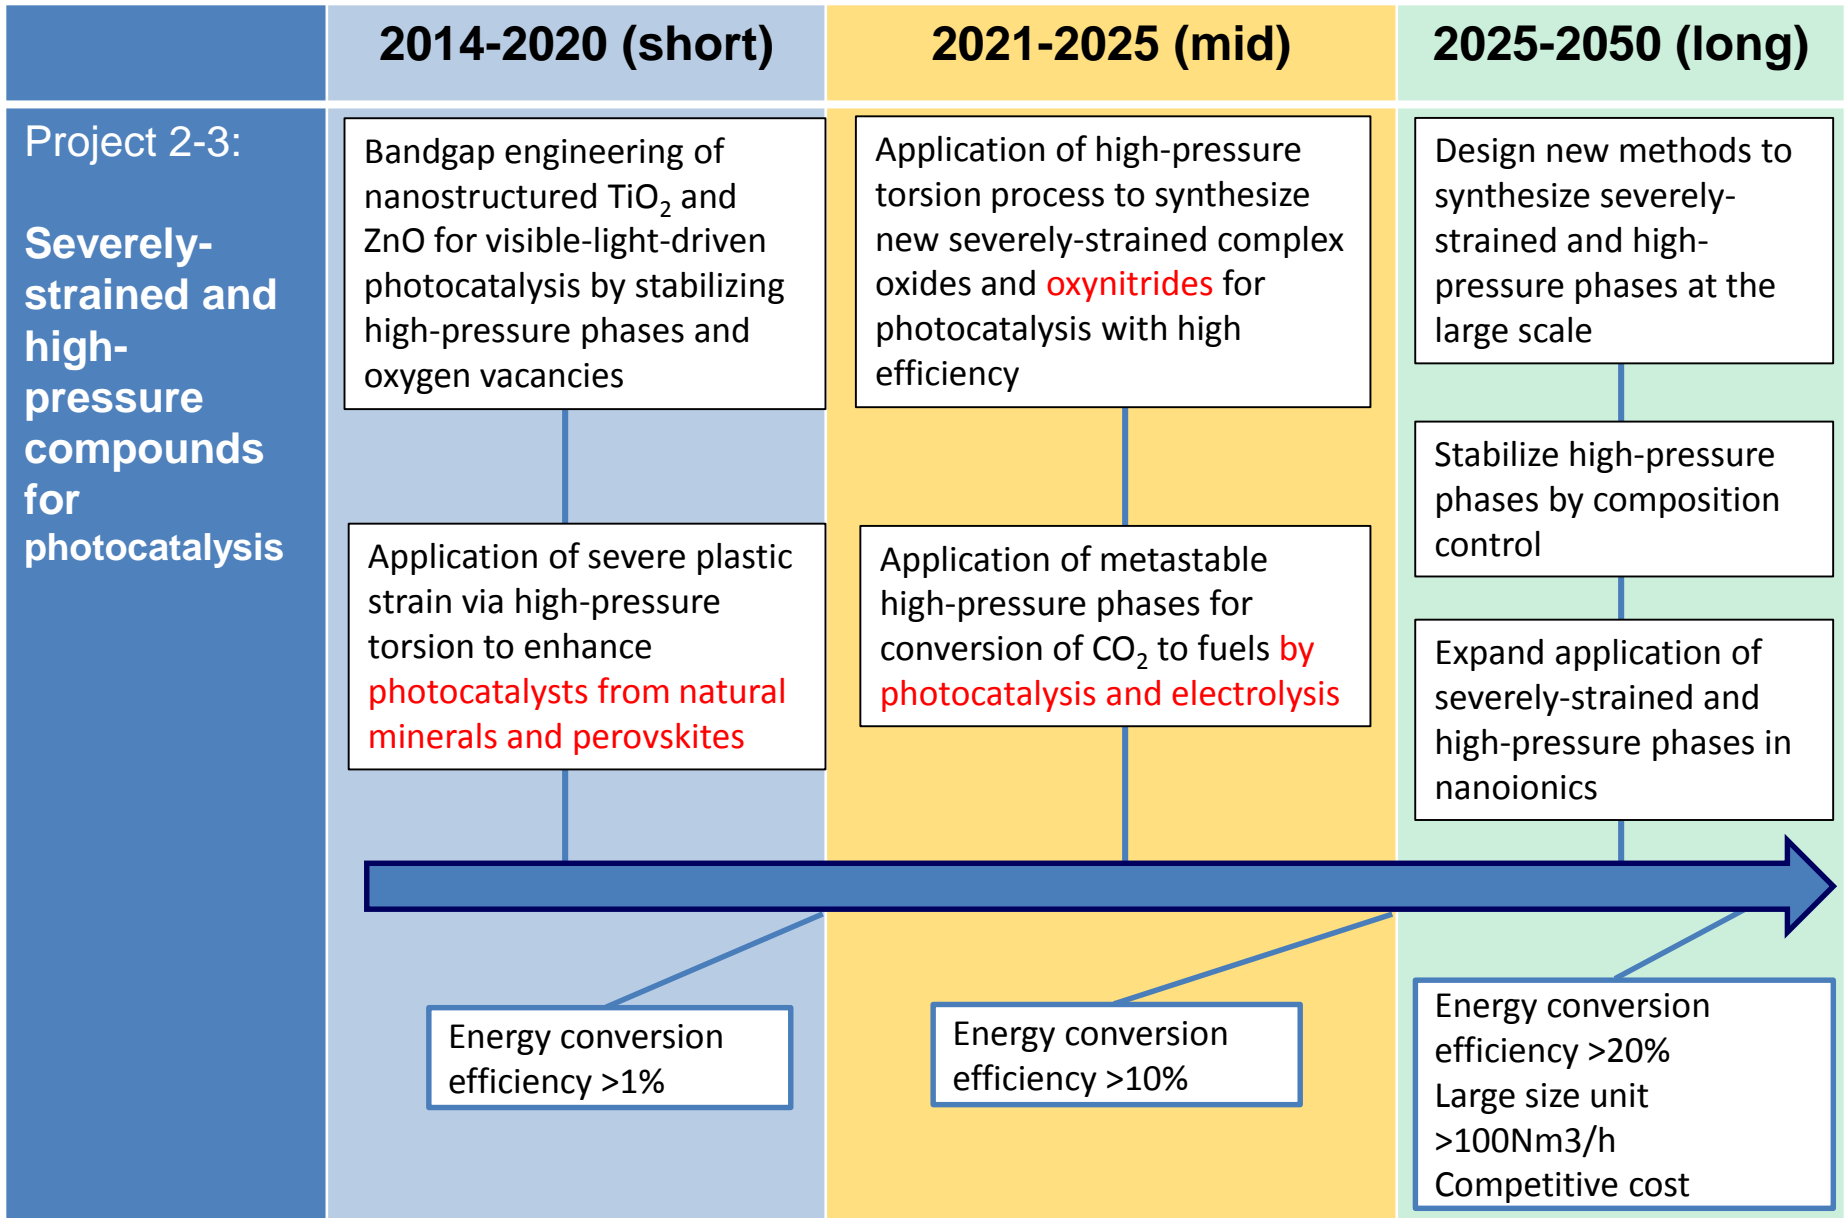 2014-2020 (short)
2021-2025 (mid)
2025-2050 (long)
Project 2-3:
Severely-
strained and
high-
pressure
compounds
for
photocatalysis
Bandgap engineering of
nanostructured TiO₂ and
ZnO for visible-light-driven
photocatalysis by stabilizing
high-pressure phases and
oxygen vacancies
Application of severe plastic
strain via high-pressure
torsion to enhance
photocatalysts from natural
minerals and perovskites
Application of high-pressure
torsion process to synthesize
new severely-strained complex
oxides and oxynitrides for
photocatalysis with high
efficiency
Application of metastable
high-pressure phases for
conversion of CO₂ to fuels by
photocatalysis and electrolysis
Design new methods to
synthesize severely-
strained and high-
pressure phases at the
large scale
Stabilize high-pressure
phases by composition
control
Expand application of
severely-strained and
high-pressure phases in
nanoionics
Energy conversion
efficiency >1%
Energy conversion
efficiency >10%
Energy conversion
efficiency >20%
Large size unit
>100Nm3/h
Competitive cost